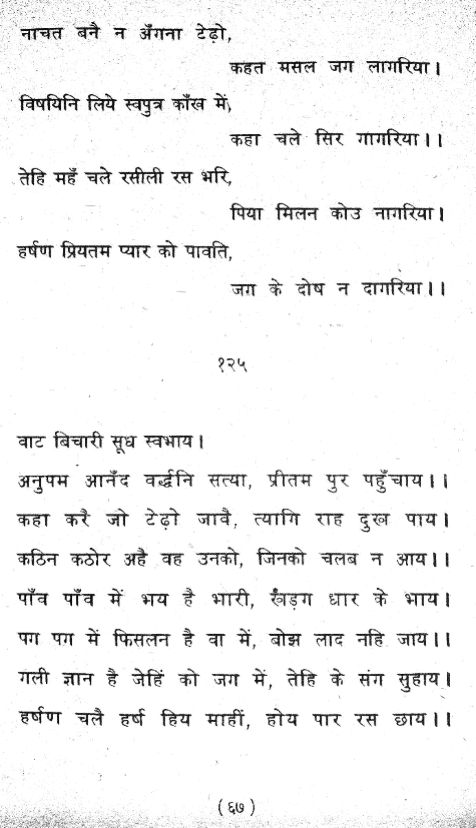 नाचत बनै न अँगना टेढ़ो,
कहत मसल जग लागरिया।
विषयिनि लिये स्वपुत्र काँख में,
कहा चले सिर गागरिया।।
तेहि महँ चले रसीली रस भरि,
पिया मिलन कोउ नागरिया।
हर्षण प्रियतम प्यार को पावति,
जग के दोष न दागरिया।।
१२५
वाट बिचारी सूध स्वभाय।
अनुपम आनँद वर्द्धनि सत्या, प्रीतम पुर पहुँचाय।।
कहा करै जो टेढ़ो जावै, त्यागि राह दुख पाय।
कठिन कठोर अहै वह उनको, जिनको चलब न आय।।
पाँव पाँव में भय है भारी, खँड़ग धार के भाय।
पग पग में फिसलन है वा में, बोझ लाद नहि जाय।।
गली ज्ञान है जेहिं को जग में, तेहि के संग सुहाय।
हर्षण चलै हर्ष हिय माहीं, होय पार रस छाय।।
(६७)